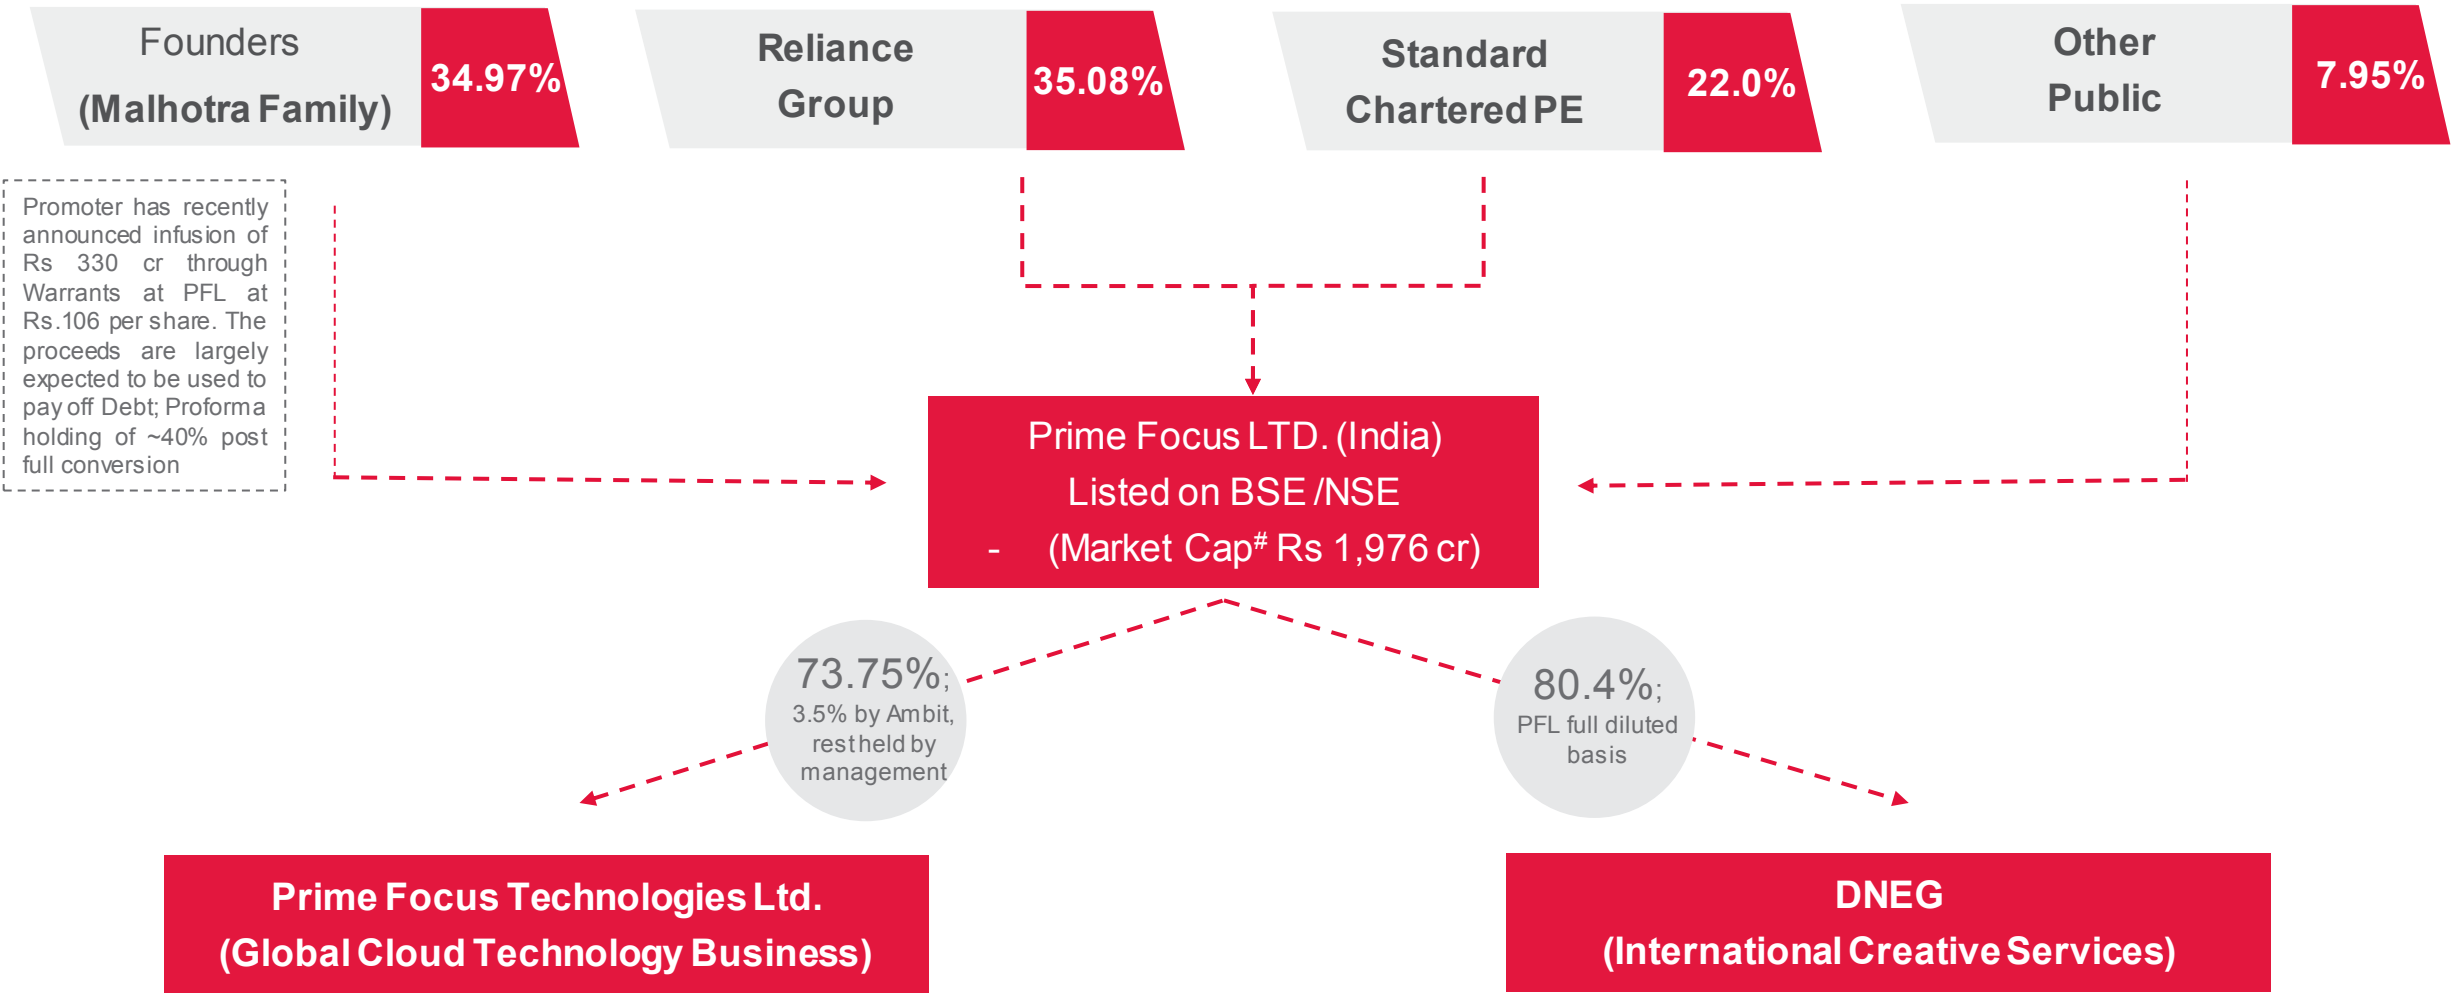 Founders
(Malhotra Family)
34.97%
Reliance
Group
35.08%
Standard
Chartered PE
22.0%
Other
Public
7.95%
Promoter has recently
announced infusion of
Rs 330 cr through
Warrants at PFL at
Rs.106 per share. The
proceeds are largely
expected to be used to
pay off Debt; Proforma
holding of ~40% post
full conversion
Prime Focus LTD. (India)
Listed on BSE /NSE
- (Market Cap# Rs 1,976 cr)
73.75%;
3.5% by Ambit,
rest held by
management
80.4%;
PFL full diluted
basis
Prime Focus Technologies Ltd.
(Global Cloud Technology Business)
DNEG
(International Creative Services)